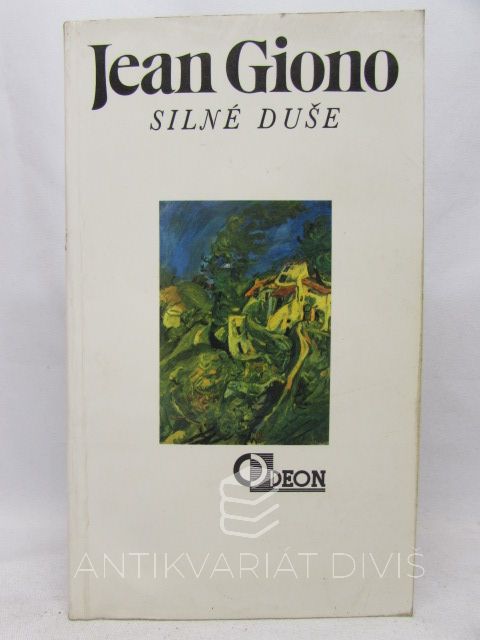 Jean Giono
SILNÉ DUŠE
ODEON
ANTIKVARIÁT DIVIŠ